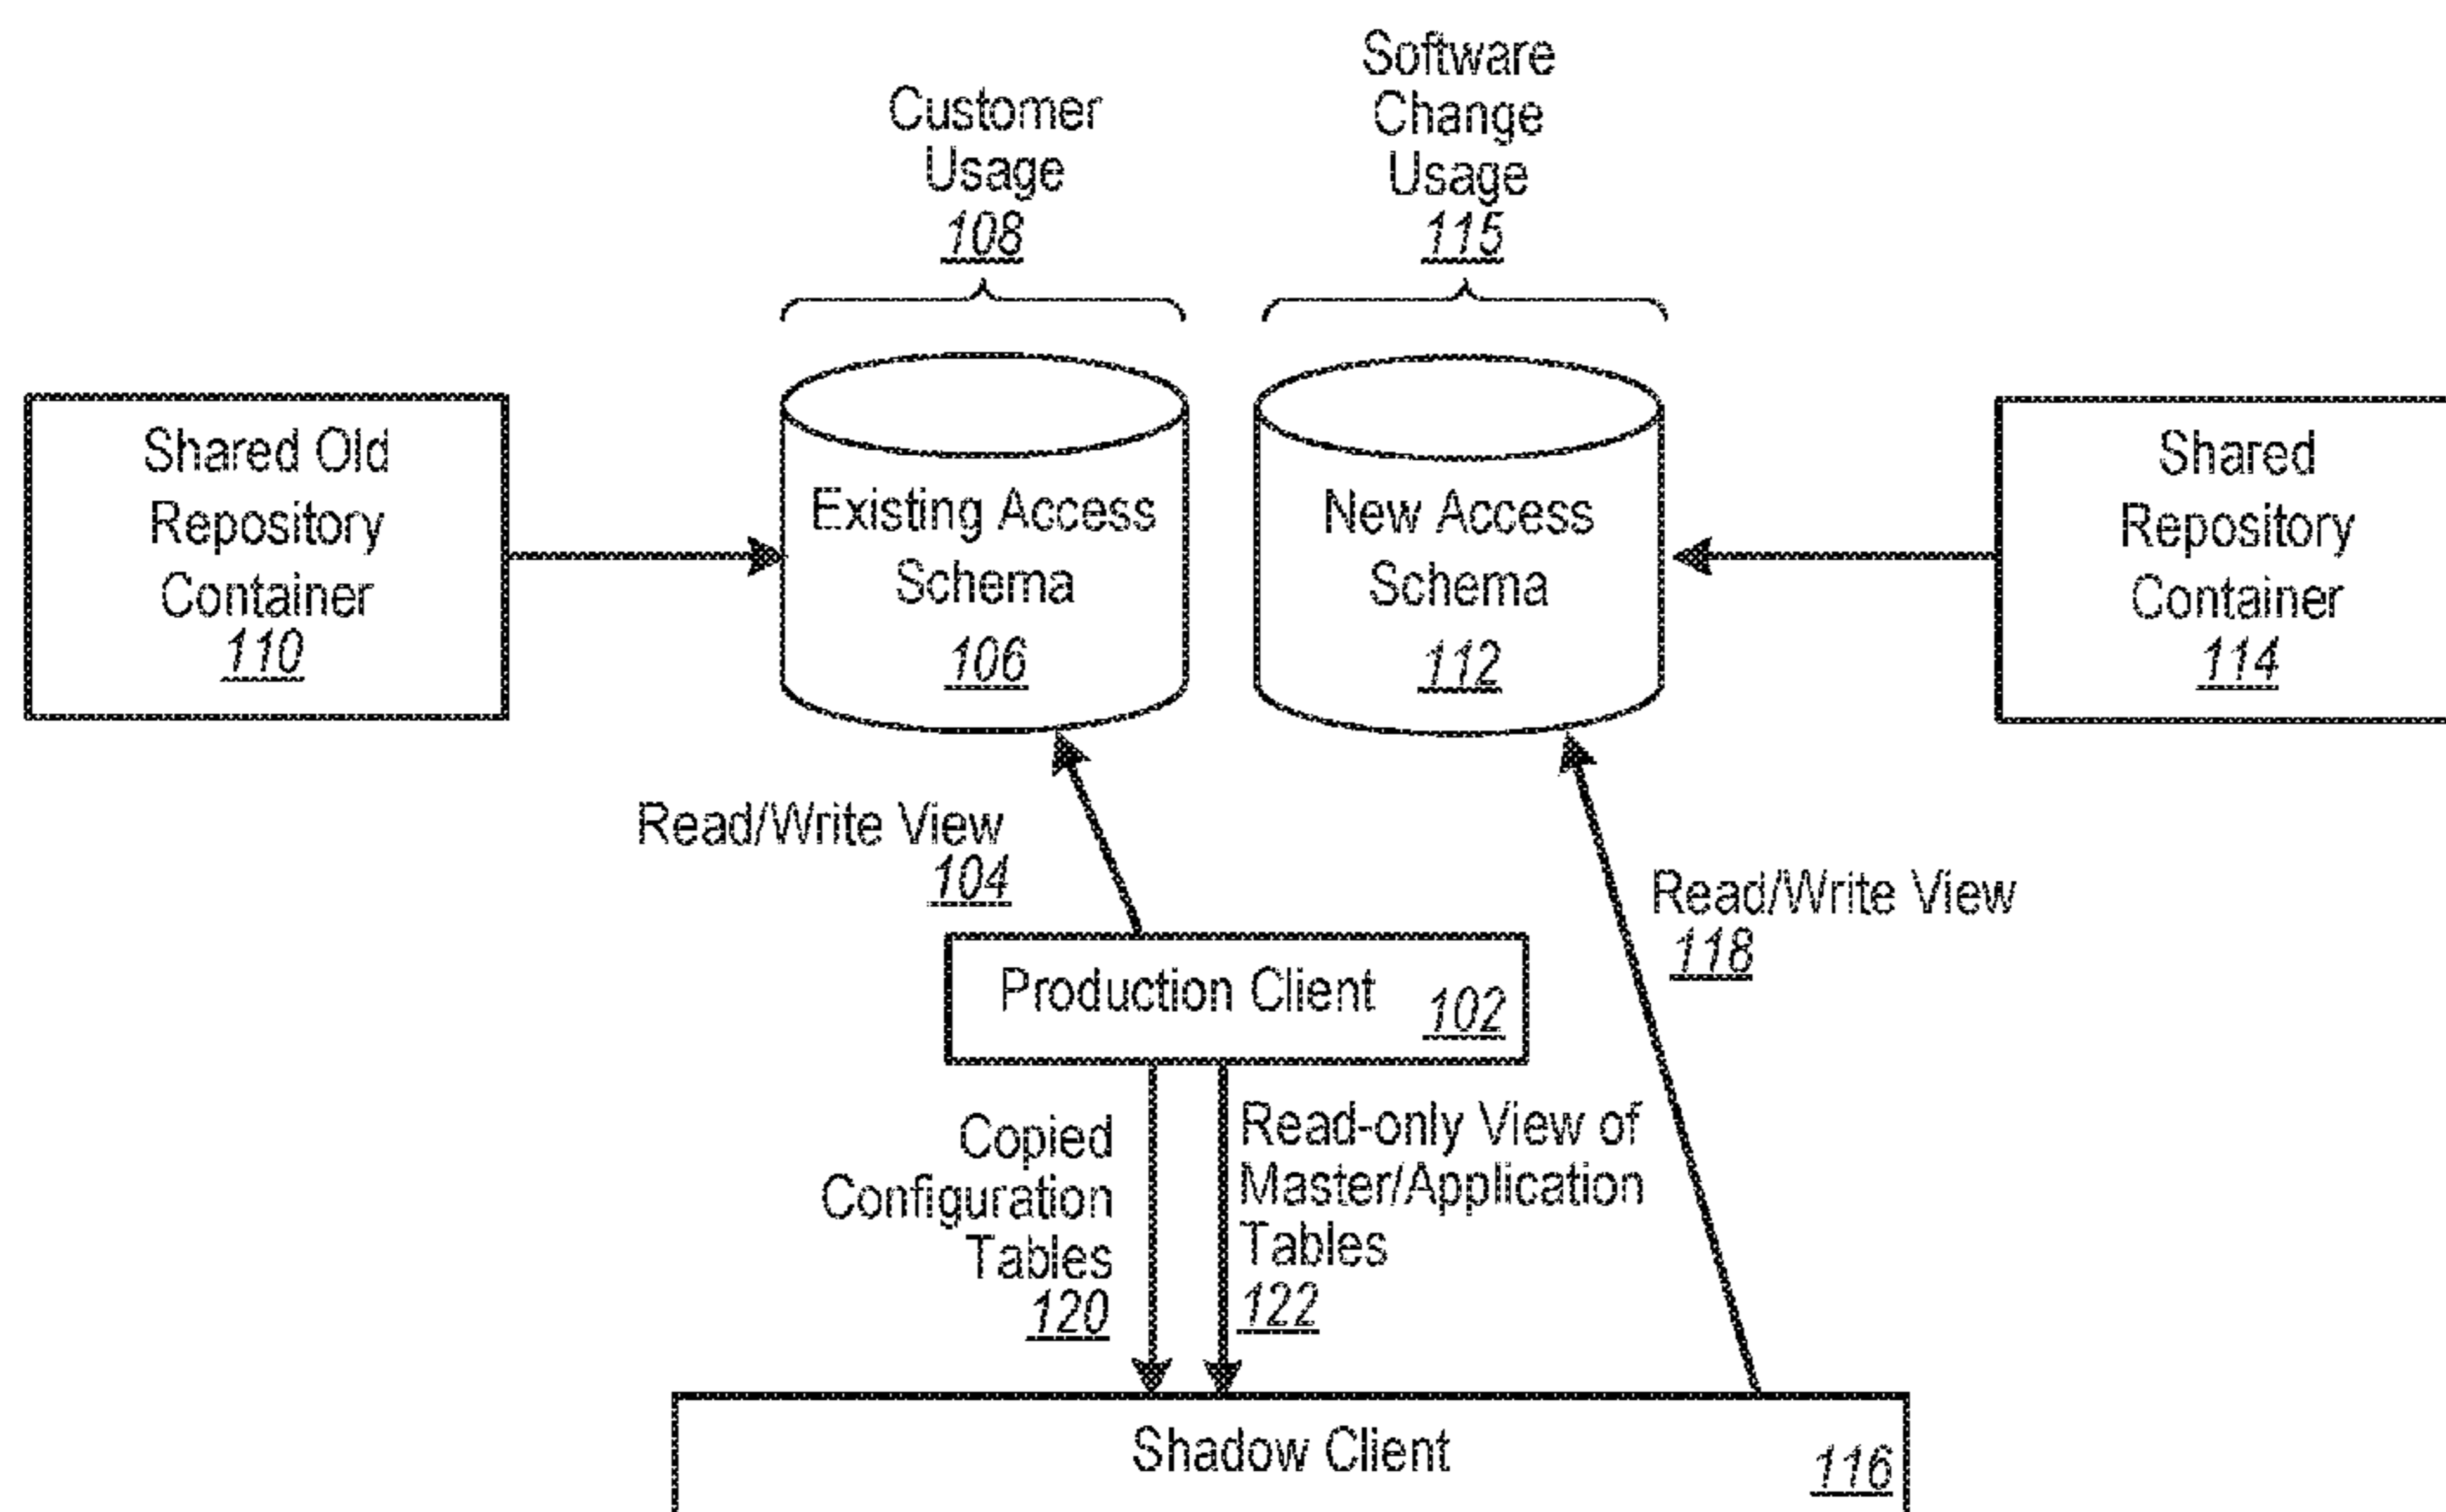 Customer
Usage
108
Software
Change
Usage
115
Shared Old
Repository
Container
110
Existing Access
Schema
106
New Access
Schema
112
Shared
Repository
Container
114
Read/Write View
104
Read/Write View
118
Production Client 102
Copied
Configuration
Tables
120
Read-only View of
Master/Application
Tables
122
Shadow Client 116